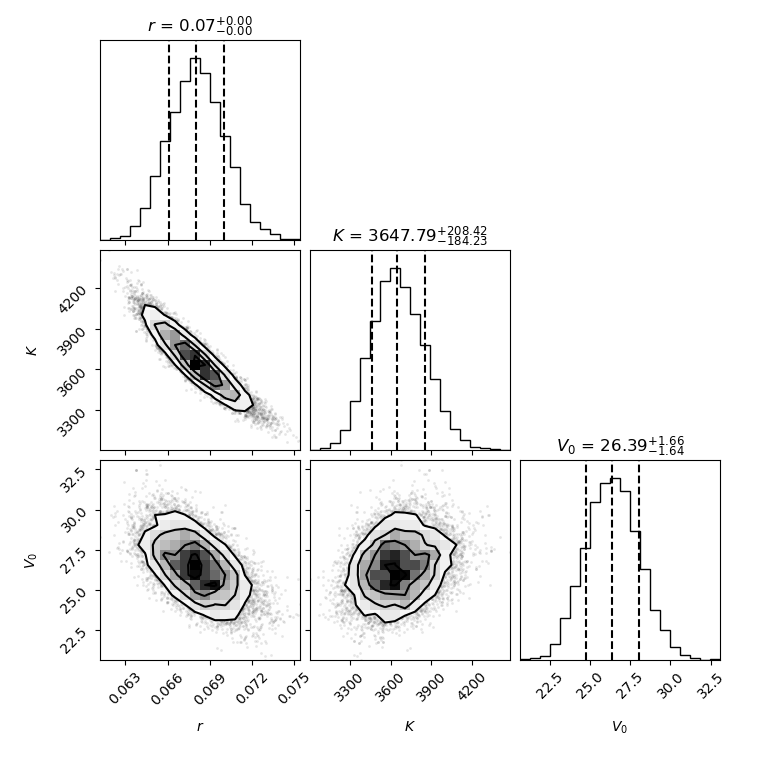 r = 0.07+0.00−0.00
K = 3647.79+208.42−184.23
4200
3900
3600
3300
K
V0 = 26.39+1.66−1.64
32.5
30.0
27.5
25.0
22.5
V0
0.063 0.066 0.069 0.072 0.075
3300 3600 3900 4200
22.5 25.0 27.5 30.0 32.5
r
K
V0